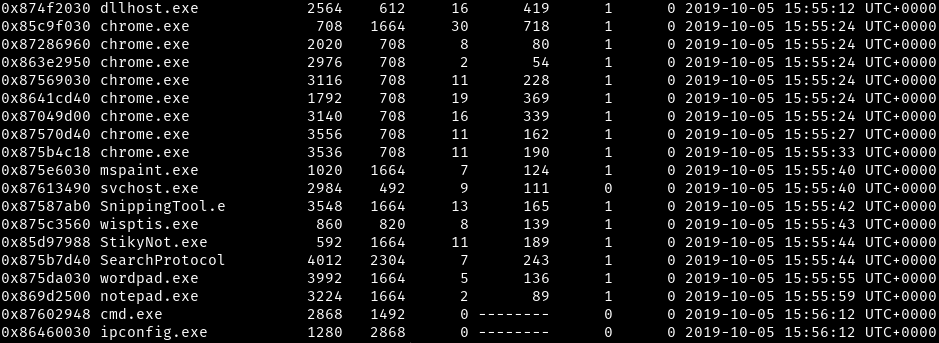 0x874f2030 dllhost.exe 2564 612 16 419 1 0 2019-10-05 15:55:12 UTC+0000
0x85c9f030 chrome.exe 708 1664 30 718 1 0 2019-10-05 15:55:24 UTC+0000
0x87286960 chrome.exe 2020 708 8 80 1 0 2019-10-05 15:55:24 UTC+0000
0x863e2950 chrome.exe 2976 708 2 54 1 0 2019-10-05 15:55:24 UTC+0000
0x87569030 chrome.exe 3116 708 11 228 1 0 2019-10-05 15:55:24 UTC+0000
0x8641cd40 chrome.exe 1792 708 19 369 1 0 2019-10-05 15:55:24 UTC+0000
0x87049d00 chrome.exe 3140 708 16 339 1 0 2019-10-05 15:55:24 UTC+0000
0x87570d40 chrome.exe 3556 708 11 162 1 0 2019-10-05 15:55:27 UTC+0000
0x875b4c18 chrome.exe 3536 708 11 190 1 0 2019-10-05 15:55:33 UTC+0000
0x875e6030 mspaint.exe 1020 1664 7 124 1 0 2019-10-05 15:55:40 UTC+0000
0x87613490 svchost.exe 2984 492 9 111 0 0 2019-10-05 15:55:40 UTC+0000
0x87587ab0 SnippingTool.e 3548 1664 13 165 1 0 2019-10-05 15:55:42 UTC+0000
0x875c3560 wisptis.exe 860 820 8 139 1 0 2019-10-05 15:55:43 UTC+0000
0x85d97988 StikyNot.exe 592 1664 11 189 1 0 2019-10-05 15:55:44 UTC+0000
0x875b7d40 SearchProtocol 4012 2304 7 243 1 0 2019-10-05 15:55:44 UTC+0000
0x875da030 wordpad.exe 3992 1664 5 136 1 0 2019-10-05 15:55:55 UTC+0000
0x869d2500 notepad.exe 3224 1664 2 89 1 0 2019-10-05 15:55:59 UTC+0000
0x87602948 cmd.exe 2868 1492 0 -------- 0 0 2019-10-05 15:56:12 UTC+0000
0x86460030 ipconfig.exe 1280 2868 0 -------- 0 0 2019-10-05 15:56:12 UTC+0000